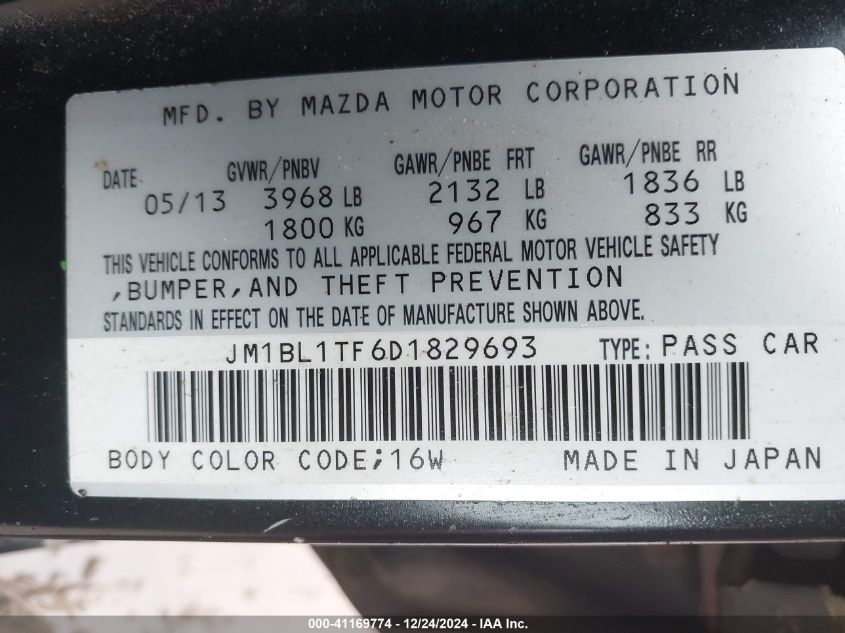 MFD. BY MAZDA MOTOR CORPORATION
DATE GVWR/PNBV GAWR/PNBE FRT GAWR/PNBE RR
05/13 3968 LB 2132 LB 1836 LB
1800 KG 967 KG 833 KG
THIS VEHICLE CONFORMS TO ALL APPLICABLE FEDERAL MOTOR VEHICLE SAFETY
,BUMPER,AND THEFT PREVENTION
STANDARDS IN EFFECT ON THE DATE OF MANUFACTURE SHOWN ABOVE.
JM1BL1TF6D1829693 TYPE: PASS CAR
BODY COLOR CODE;16W MADE IN JAPAN
000-41169774 - 12/24/2024 - IAA Inc.